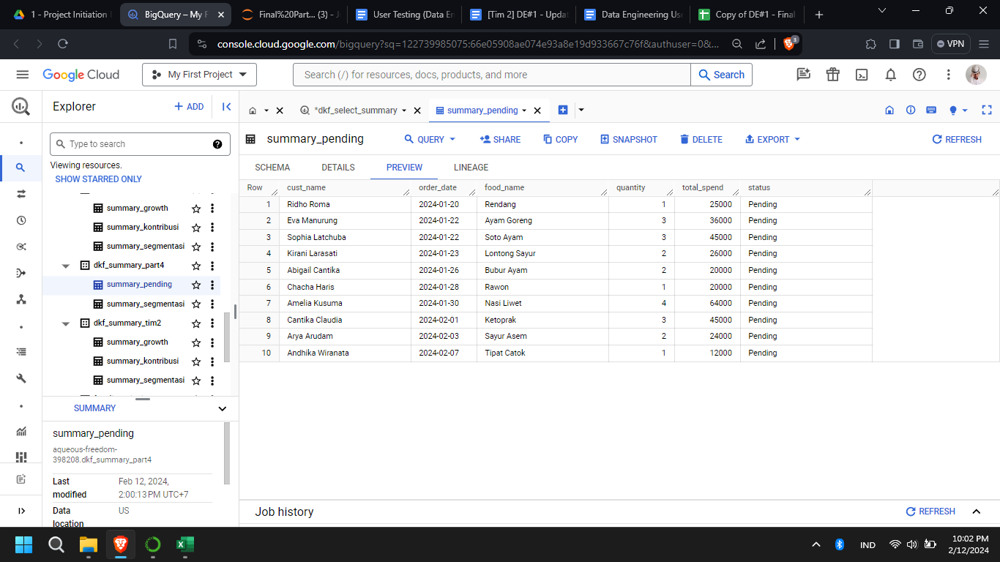 1 - Project Initiation
BigQuery – My F
Final%20Part... (3) - J
User Testing (Data En
[Tim 2] DE#1 - Updat
Data Engineering Use
Copy of DE#1 - Final
console.cloud.google.com/bigquery?sq=122739985075:66e05908ae074e93a8e19d933667c76f&authuser=0&...
3
VPN
Google Cloud
My First Project
Search (/) for resources, docs, products, and more
Search
Explorer
+ ADD
*dkf_select_summary
summary_pending
Type to search
Viewing resources.
SHOW STARRED ONLY
summary_growth
summary_kontribusi
summary_segmentasi
dkf_summary_part4
summary_pending
summary_segmentasi
dkf_summary_tim2
summary_growth
summary_kontribusi
summary_segmentasi
SUMMARY
summary_pending
aqueous-freedom-
398208.dkf_summary_part4
Last modified Feb 12, 2024, 2:00:13 PM UTC+7
Data location US
summary_pending
QUERY SHARE COPY SNAPSHOT DELETE EXPORT REFRESH
SCHEMA DETAILS PREVIEW LINEAGE
Row cust_name order_date food_name quantity total_spend status
1 Ridho Roma 2024-01-20 Rendang 1 25000 Pending
2 Eva Manurung 2024-01-22 Ayam Goreng 3 36000 Pending
3 Sophia Latchuba 2024-01-22 Soto Ayam 3 45000 Pending
4 Kirani Larasati 2024-01-23 Lontong Sayur 2 26000 Pending
5 Abigail Cantika 2024-01-26 Bubur Ayam 2 20000 Pending
6 Chacha Haris 2024-01-28 Rawon 1 20000 Pending
7 Amelia Kusuma 2024-01-30 Nasi Liwet 4 64000 Pending
8 Cantika Claudia 2024-02-01 Ketoprak 3 45000 Pending
9 Arya Arudam 2024-02-03 Sayur Asem 2 24000 Pending
10 Andhika Wiranata 2024-02-07 Tipat Catok 1 12000 Pending
Job history
REFRESH
IND
10:02 PM
2/12/2024